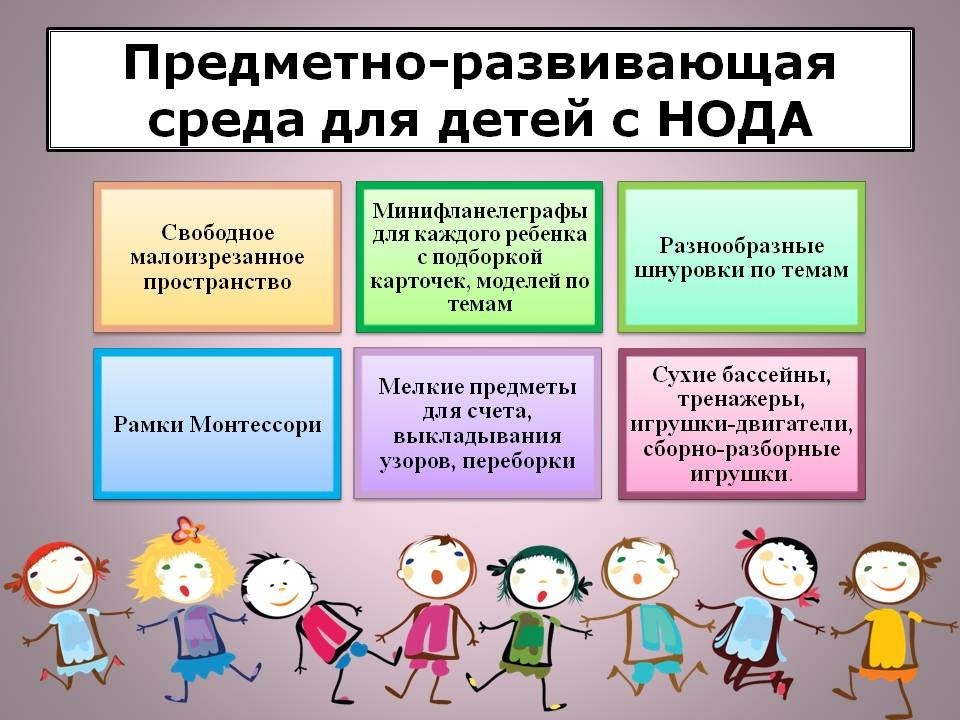 Предметно-развивающая
среда для детей с НОДА
Свободное
малоизрезанное
пространство
Минифланелеграфы
для каждого ребенка
с подборкой
карточек, моделей по
темам
Разнообразные
шнуровки по темам
Рамки Монтессори
Мелкие предметы
для счета,
выкладывания
узоров, переборки
Сухие бассейны,
тренажеры,
игрушки-двигатели,
сборно-разборные
игрушки.